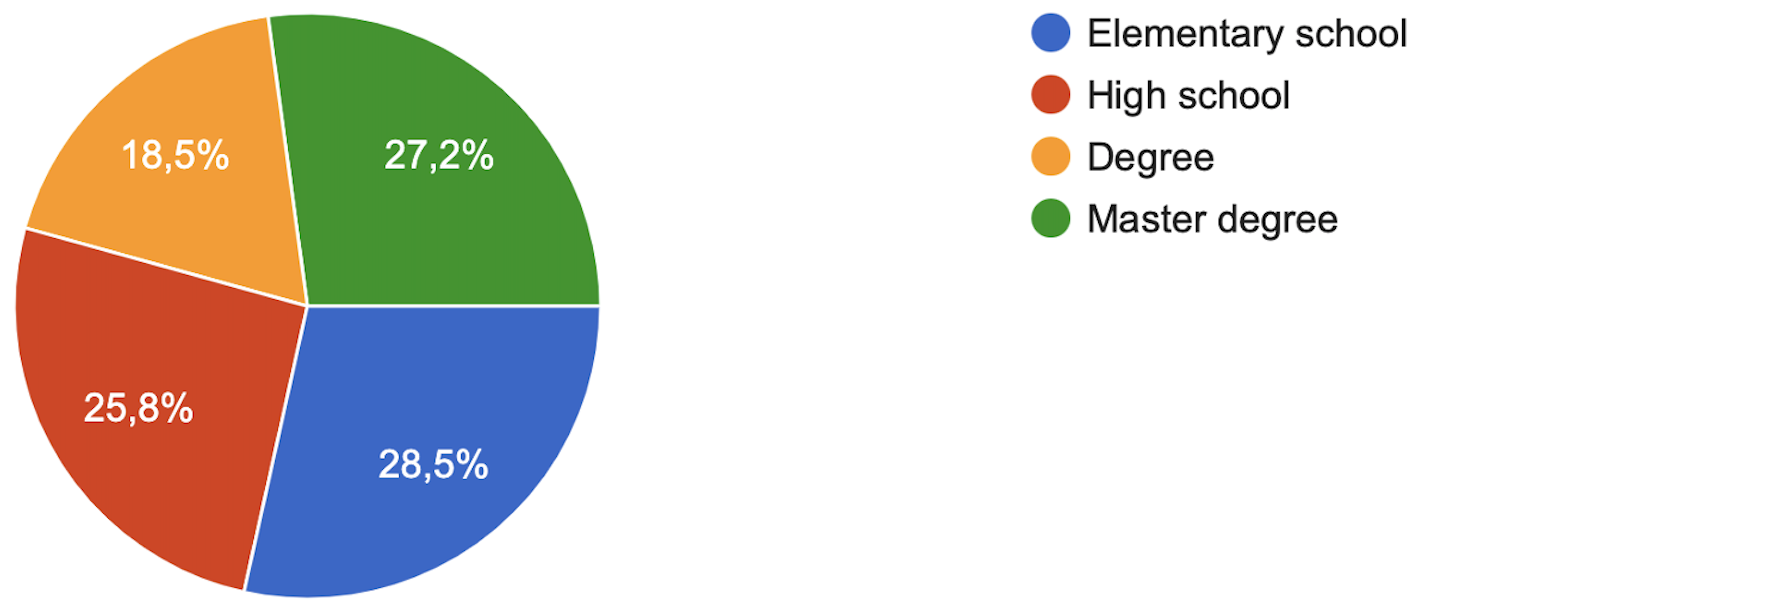 18,5%
27,2%
25,8%
28,5%
Elementary school
High school
Degree
Master degree